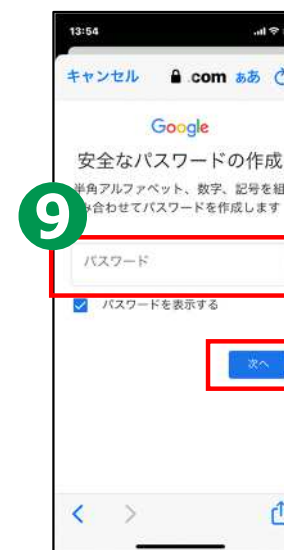 13:54
キャンセル .com ああ
Google
安全なパスワードの作成
半角アルファベット、数字、記号を組
み合わせてパスワードを作成します
9
パスワード
パスワードを表示する
次へ